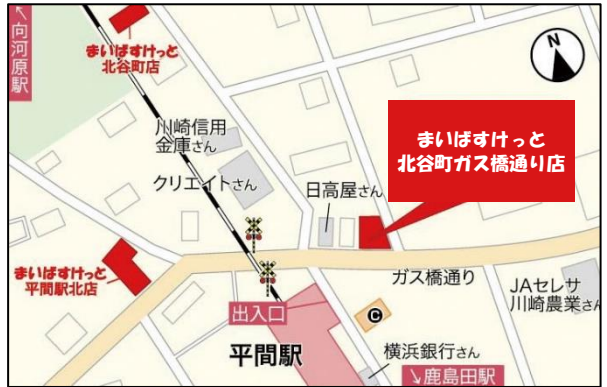 ↖向河原駅
まいばすけっと
北谷町店
N
川崎信用
金庫さん
まいばすけっと
北谷町ガス橋通り店
クリエイトさん
日高屋さん
まいばすけっと
平間駅北店
ガス橋通り
JAセレサ
川崎農業さん
出入口
C
平間駅
横浜銀行さん
↘鹿島田駅